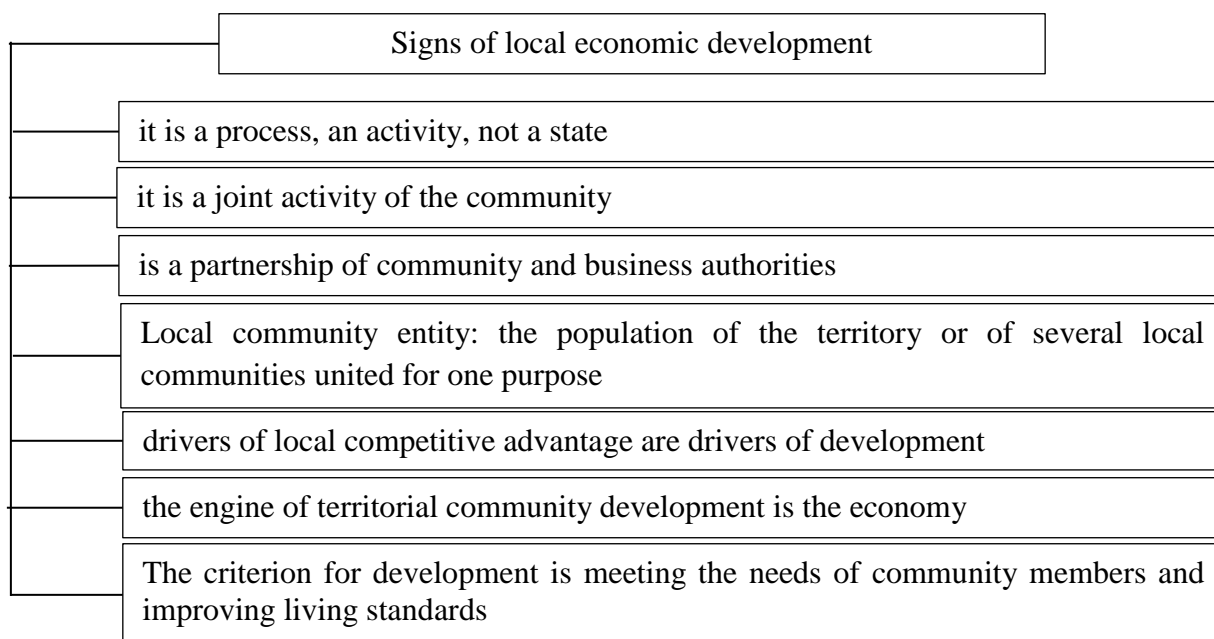 Signs of local economic development
it is a process, an activity, not a state
it is a joint activity of the community
is a partnership of community and business authorities
Local community entity: the population of the territory or of several local
communities united for one purpose
drivers of local competitive advantage are drivers of development
the engine of territorial community development is the economy
The criterion for development is meeting the needs of community members and
improving living standards